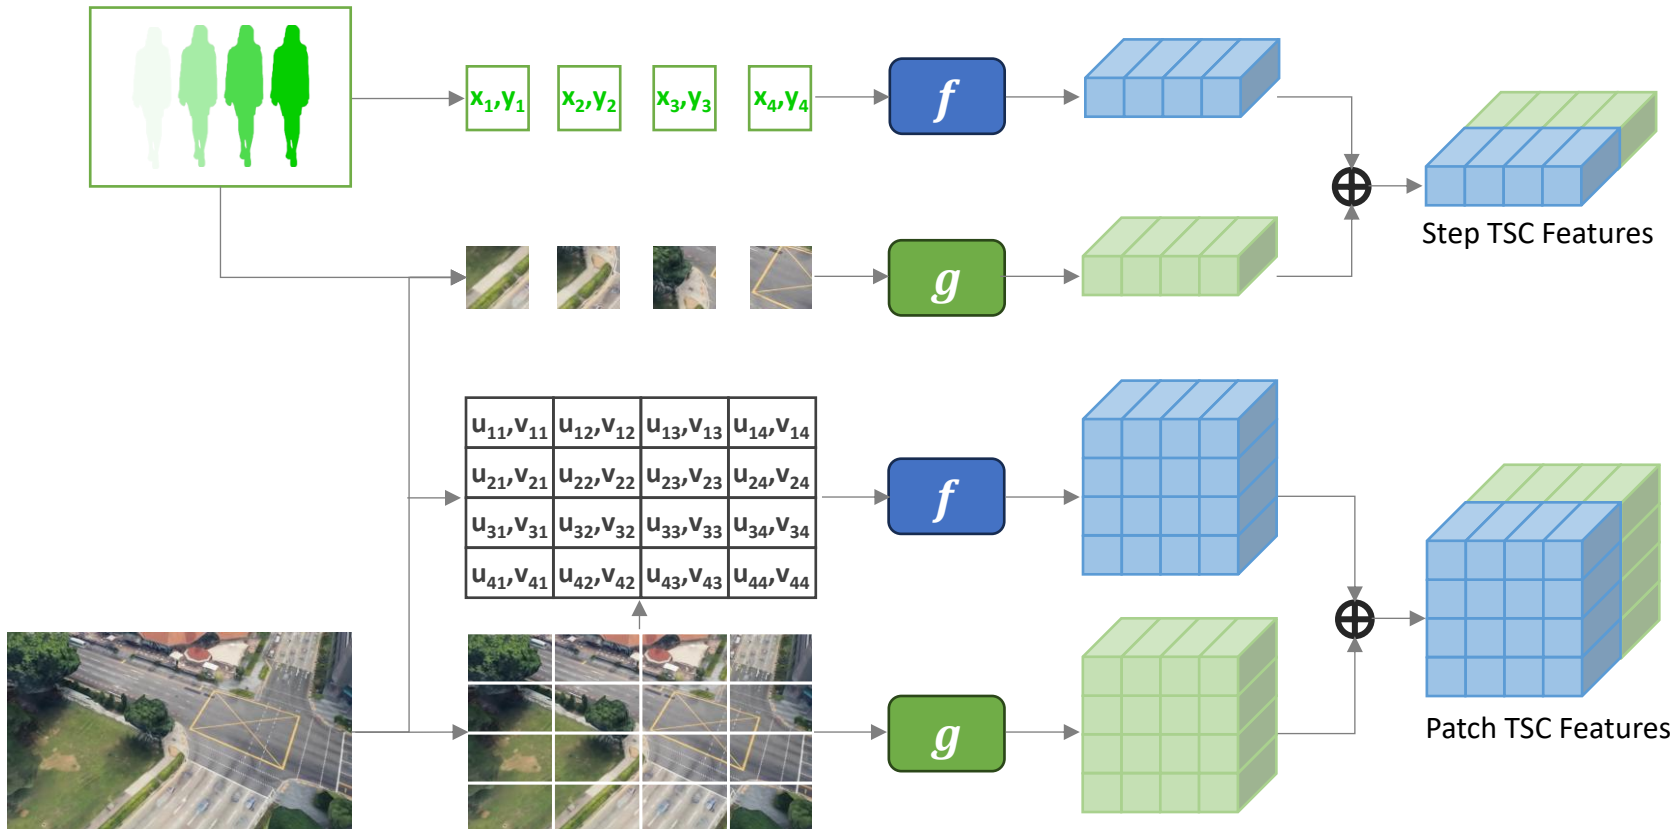 x₁,y₁ x₂,y₂ x₃,y₃ x₄,y₄ f
Step TSC Features
g
u₁₁,v₁₁ u₁₂,v₁₂ u₁₃,v₁₃ u₁₄,v₁₄
u₂₁,v₂₁ u₂₂,v₂₂ u₂₃,v₂₃ u₂₄,v₂₄
f
u₃₁,v₃₁ u₃₂,v₃₂ u₃₃,v₃₃ u₃₄,v₃₄
u₄₁,v₄₁ u₄₂,v₄₂ u₄₃,v₄₃ u₄₄,v₄₄
g
Patch TSC Features